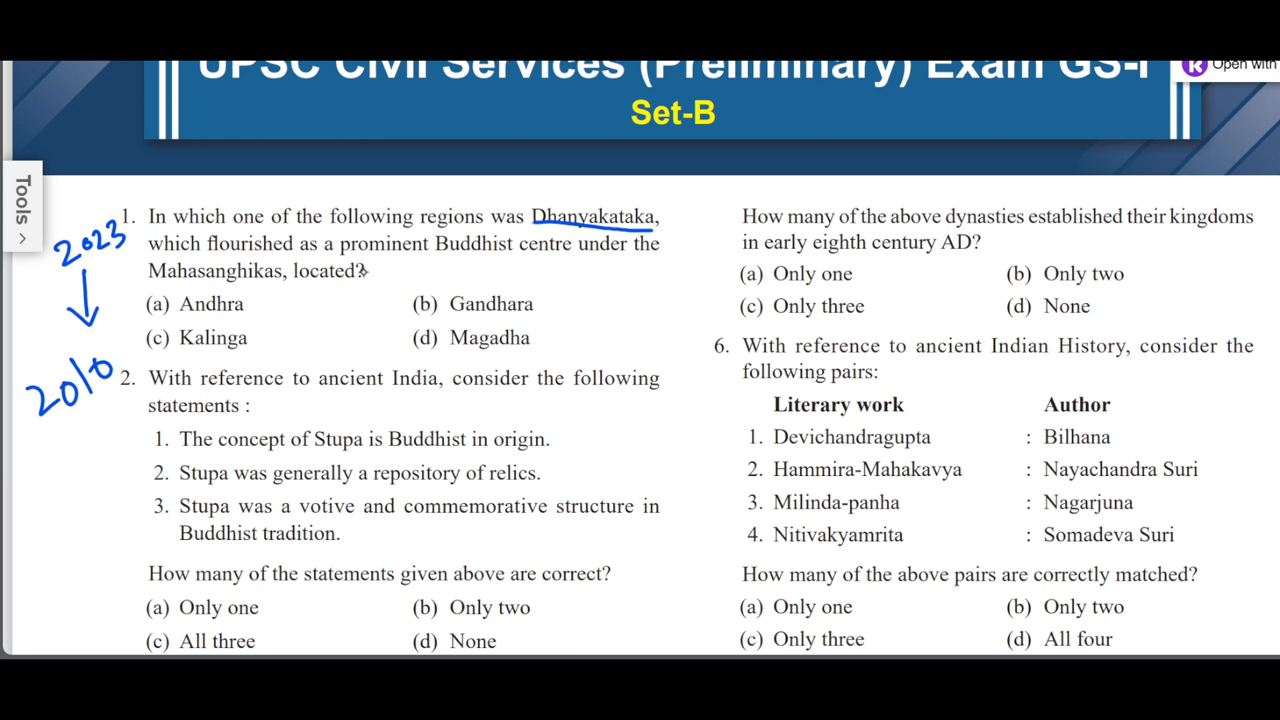 UPSC Civil Services (Preliminary) Exam GS-I
Open with
Set-B
Tools
2023
2010
1. In which one of the following regions was Dhanyakataka,
which flourished as a prominent Buddhist centre under the
Mahasanghikas, located?
(a) Andhra (b) Gandhara
(c) Kalinga (d) Magadha
2. With reference to ancient India, consider the following
statements :
1. The concept of Stupa is Buddhist in origin.
2. Stupa was generally a repository of relics.
3. Stupa was a votive and commemorative structure in
Buddhist tradition.
How many of the statements given above are correct?
(a) Only one (b) Only two
(c) All three (d) None
How many of the above dynasties established their kingdoms
in early eighth century AD?
(a) Only one (b) Only two
(c) Only three (d) None
6. With reference to ancient Indian History, consider the
following pairs:
Literary work Author
1. Devichandragupta : Bilhana
2. Hammira-Mahakavya : Nayachandra Suri
3. Milinda-panha : Nagarjuna
4. Nitivakyamrita : Somadeva Suri
How many of the above pairs are correctly matched?
(a) Only one (b) Only two
(c) Only three (d) All four